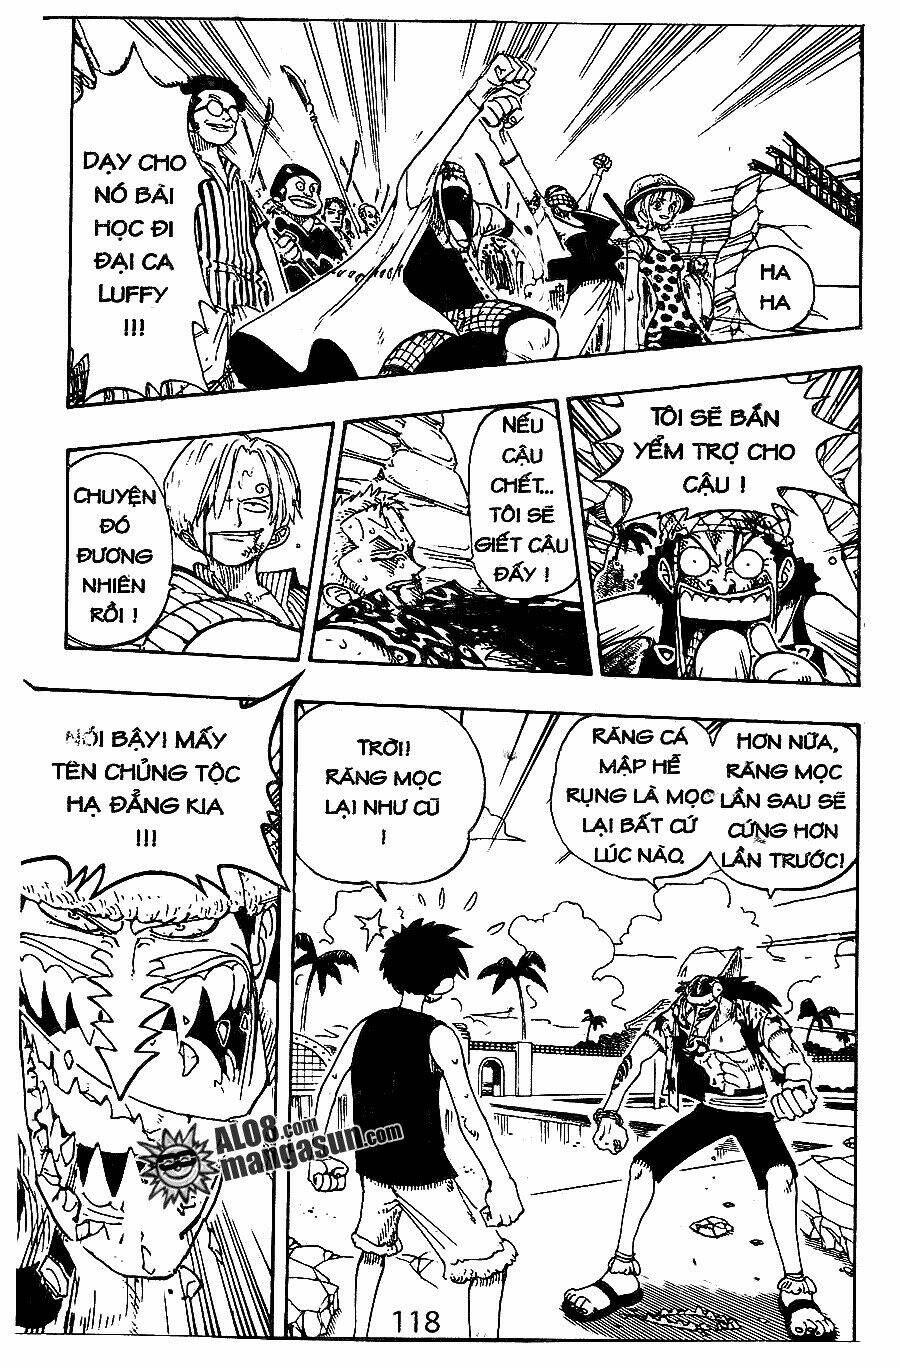 DẠY CHO
NÓ BÀI
HỌC ĐI
ĐẠI CA
LUFFY
!!!
HA
HA
CHUYỆN
ĐÓ
ĐƯƠNG
NHIÊN
RỒI !
NẾU
CẬU
CHẾT...
TÔI SẼ
GIẾT CẬU
ĐẤY !
TÔI SẼ BẮN
YỂM TRỢ CHO
CẬU !
NÓI BẬY! MẤY
TÊN CHỦNG TỘC
HẠ ĐẲNG KIA
!!!
TRỜI!
RĂNG MỌC
LẠI NHƯ CŨ
!
RĂNG CÁ
MẬP HỄ
RỤNG LÀ MỌC
LẠI BẤT CỨ
LÚC NÀO.
HƠN NỮA,
RĂNG MỌC
LẦN SAU SẼ
CỨNG HƠN
LẦN TRƯỚC!
AL08.com
mangasun.com
118